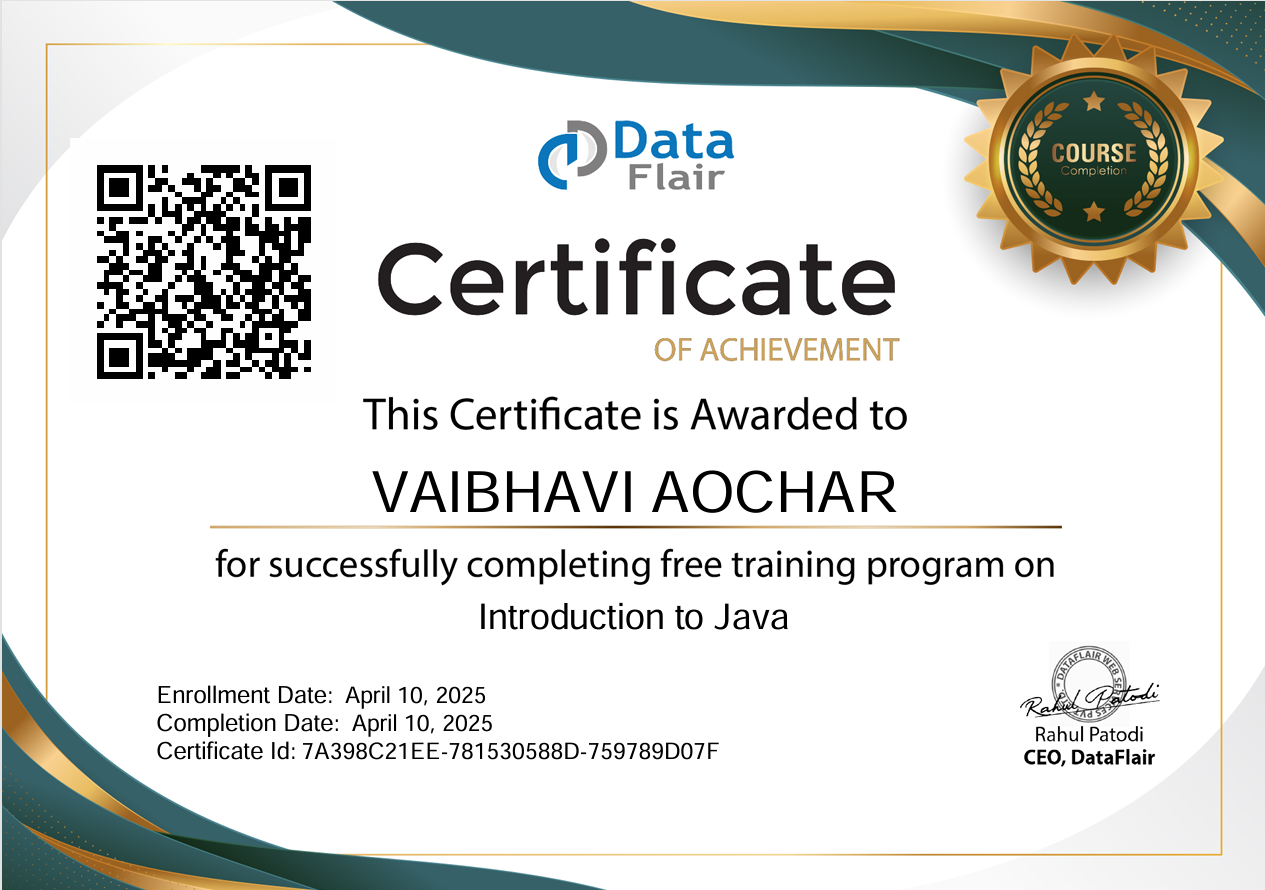 Data
Flair
COURSE
Completion
Certificate
OF ACHIEVEMENT
This Certificate is Awarded to
VAIBHAVI AOCHAR
for successfully completing free training program on
Introduction to Java
Enrollment Date: April 10, 2025
Completion Date: April 10, 2025
Certificate Id: 7A398C21EE-781530588D-759789D07F
DATAFLAIR WEB
Rahul Patodi
Rahul Patodi
CEO, DataFlair